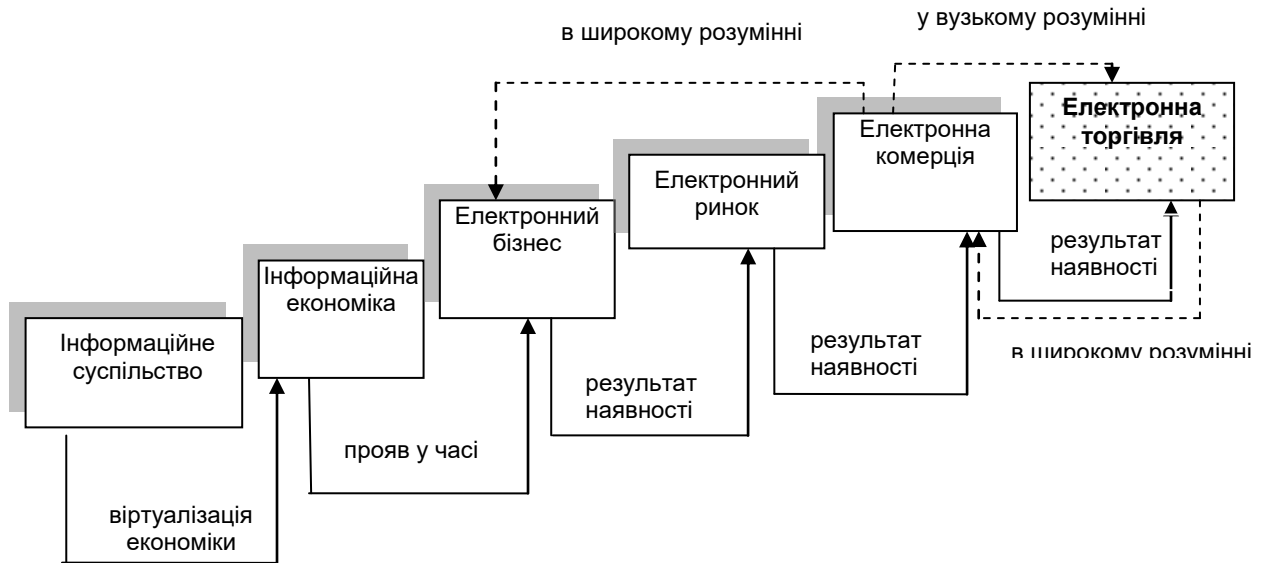 у вузькому розумінні
в широкому розумінні
Електронна
торгівля
Електронна
комерція
Електронний
ринок
Електронний
бізнес
Інформаційна
економіка
Інформаційне
суспільство
результат
наявності
в широкому розумінні
результат
наявності
результат
наявності
прояв у часі
віртуалізація
економіки